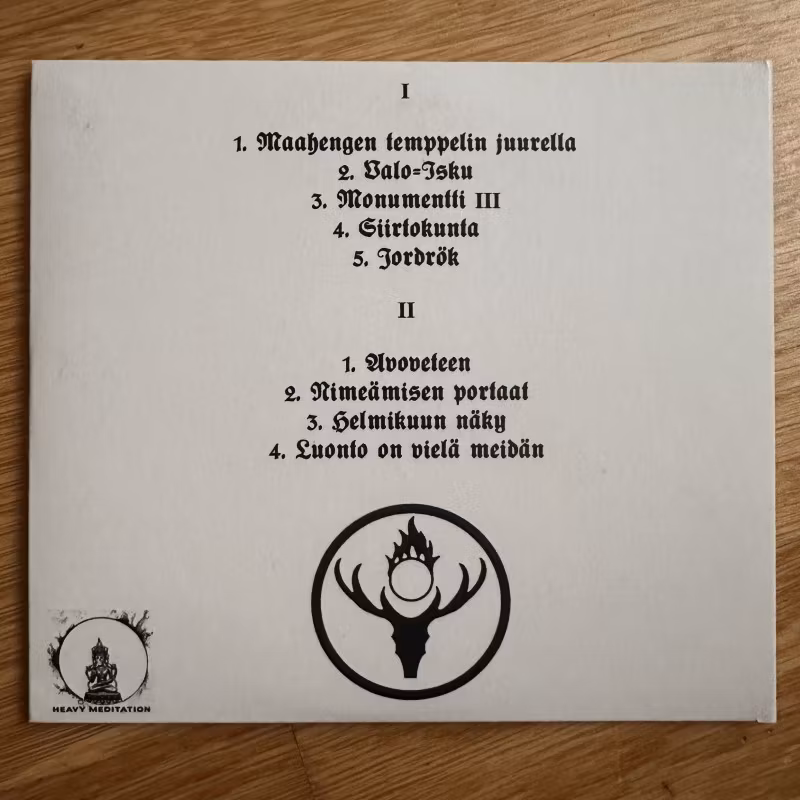 I
1. Maahengen temppelin juurella
2. Valo-Isku
3. Monumentti III
4. Siirtokunta
5. Jordrök
II
1. Avoveteen
2. Nimeämisen portaat
3. Helmikuun näky
4. Luonto on vielä meidän
HEAVY MEDITATION